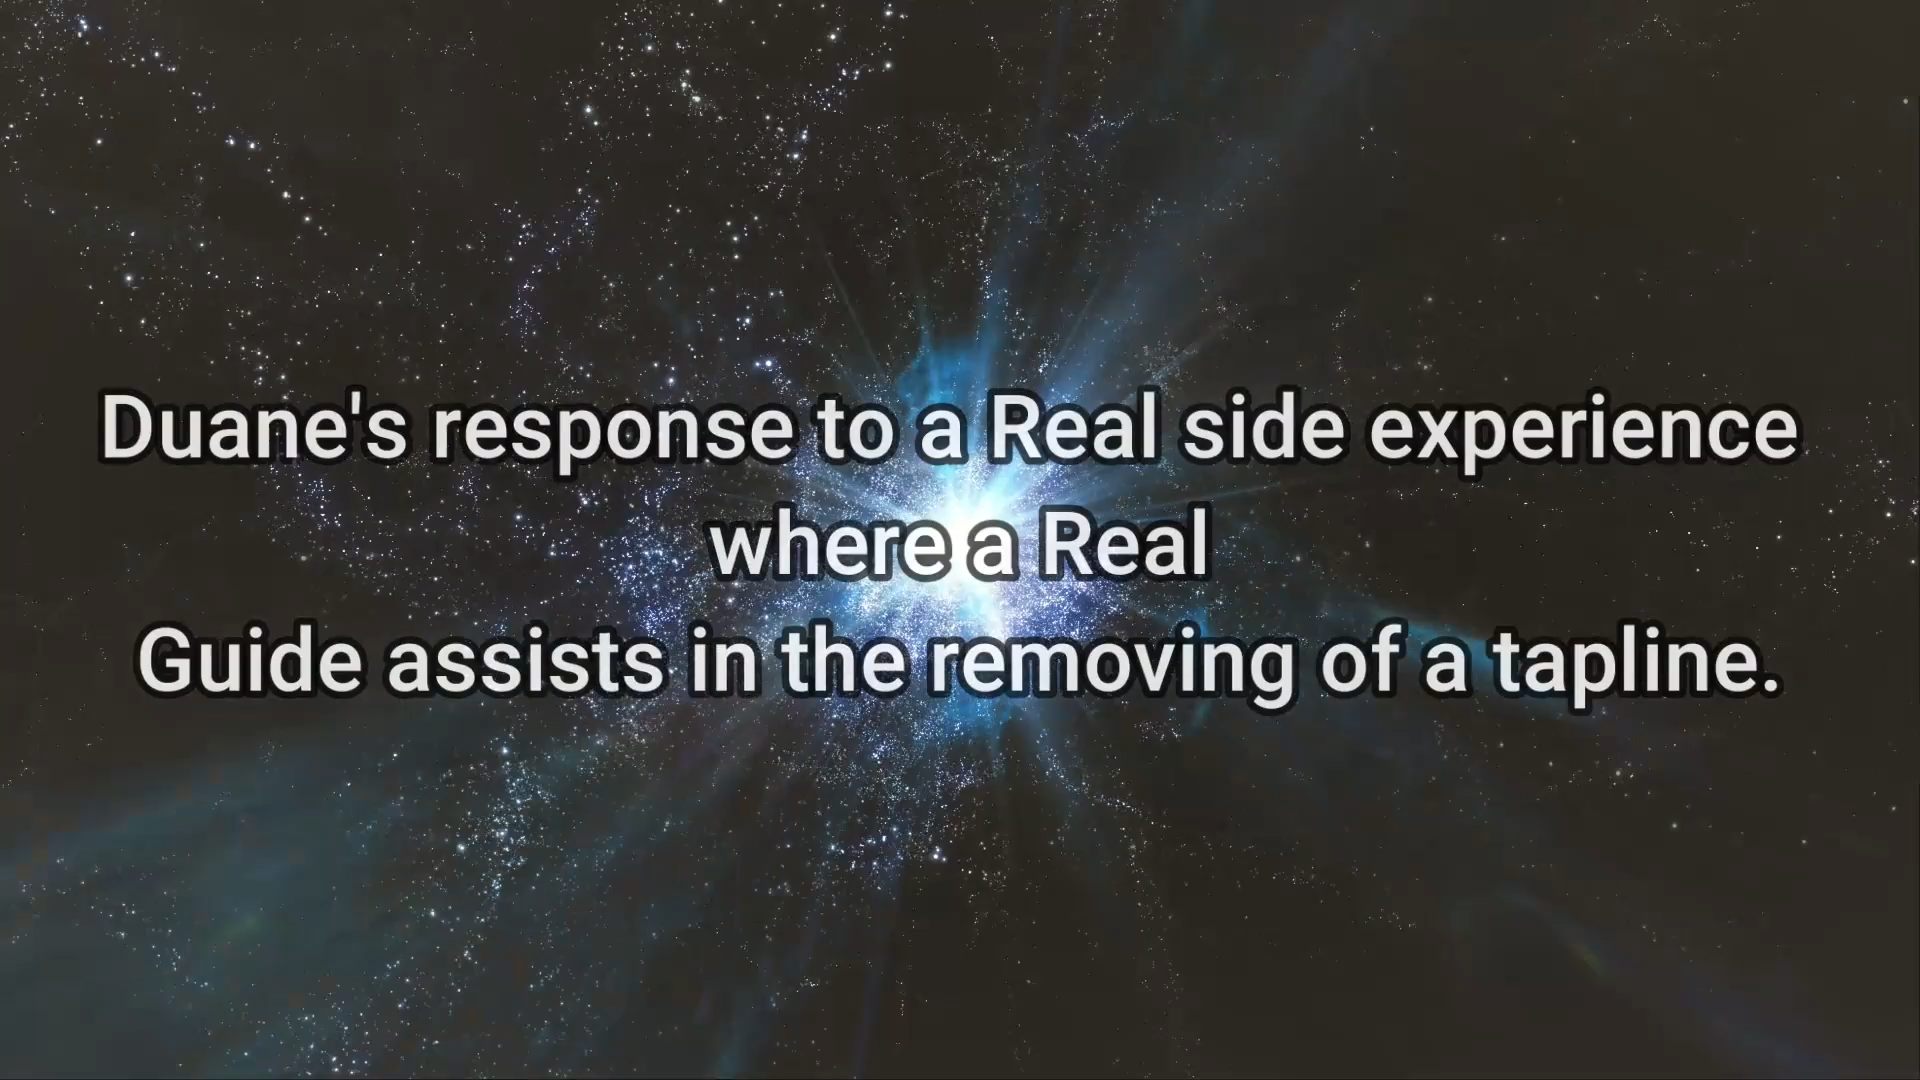 Duane's response to a Real side experience
where a Real
Guide assists in the removing of a tapline.